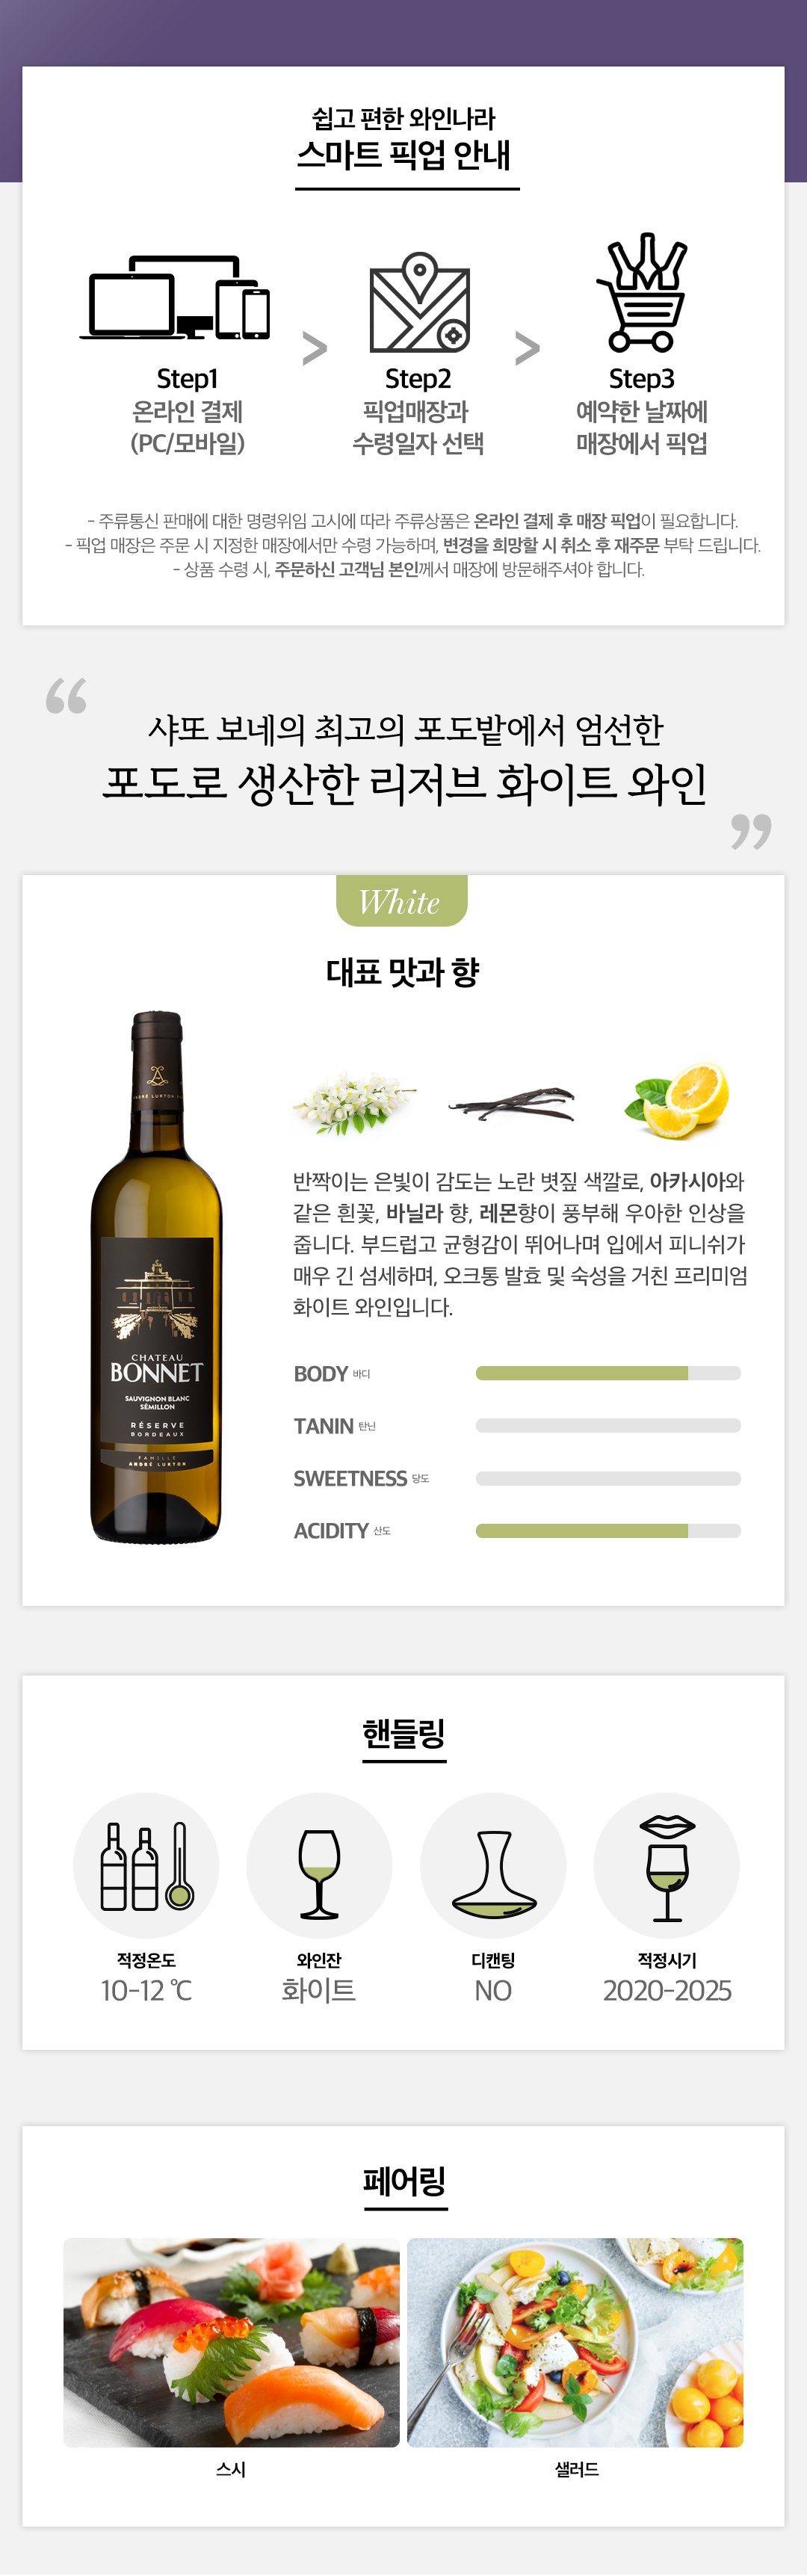 쉽고 편한 와인나라
스마트 픽업 안내
> >
Step1
온라인 결제
(PC/모바일)
Step2
픽업매장과
수령일자 선택
Step3
예약한 날짜에
매장에서 픽업
- 주류통신 판매에 대한 명령위임 고시에 따라 주류상품은 온라인 결제 후 매장 픽업이 필요합니다.
- 픽업 매장은 주문 시 지정한 매장에서만 수령 가능하며, 변경을 희망할 시 취소 후 재주문 부탁 드립니다.
- 상품 수령 시, 주문하신 고객님 본인께서 매장에 방문해주셔야 합니다.
“
샤또 보네의 최고의 포도밭에서 엄선한
포도로 생산한 리저브 화이트 와인
”
White
대표 맛과 향
ANDRÉ LURTON
CHATEAU
BONNET
SAUVIGNON BLANC
SÉMILLON
RÉSERVE
BORDEAUX
FAMILLE
ANDRÉ LURTON
반짝이는 은빛이 감도는 노란 볏짚 색깔로, 아카시아와
같은 흰꽃, 바닐라 향, 레몬향이 풍부해 우아한 인상을
줍니다. 부드럽고 균형감이 뛰어나며 입에서 피니쉬가
매우 긴 섬세하며, 오크통 발효 및 숙성을 거친 프리미엄
화이트 와인입니다.
BODY 바디
TANIN 탄닌
SWEETNESS 당도
ACIDITY 산도
핸들링
적정온도
10-12 ℃
와인잔
화이트
디캔팅
NO
적정시기
2020-2025
페어링
스시
샐러드